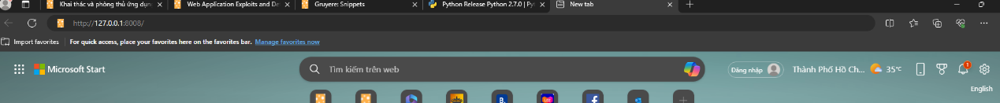 Khai thác và phòng thủ ứng dụn
Web Application Exploits and De
Gruyere: Snippets
Python Release Python 2.7.0 | Py
New tab
http://127.0.0.1:8008/
Import favorites
For quick access, place your favorites here on the favorites bar. Manage favorites now
Microsoft Start
Tìm kiếm trên web
Đăng nhập
Thành Phố Hồ Ch... 35°C
1
English
B.